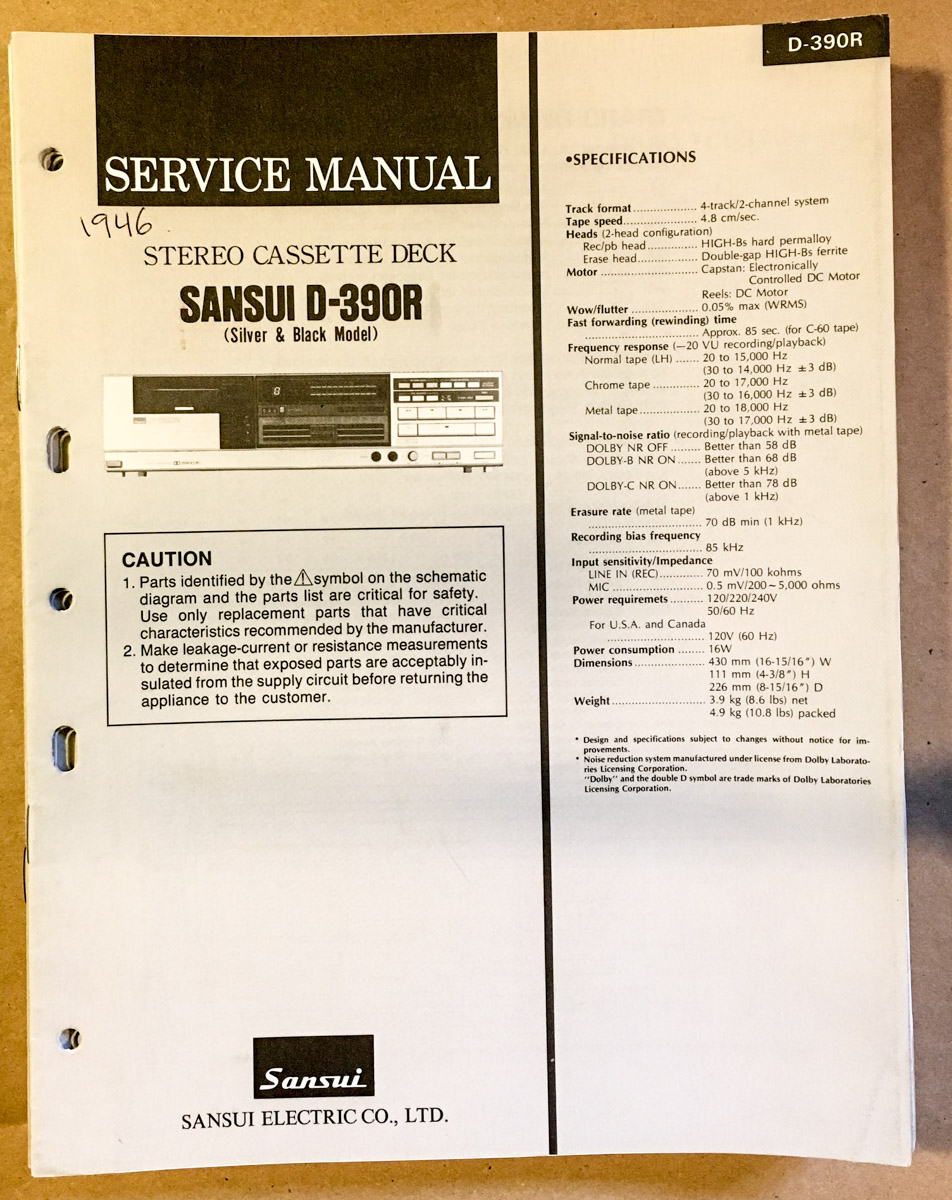 D-390R
SERVICE MANUAL
1946
STEREO CASSETTE DECK
SANSUI D-390R
(Silver & Black Model)
CAUTION
1. Parts identified by the ⚠ symbol on the schematic
diagram and the parts list are critical for safety.
Use only replacement parts that have critical
characteristics recommended by the manufacturer.
2. Make leakage-current or resistance measurements
to determine that exposed parts are acceptably in-
sulated from the supply circuit before returning the
appliance to the customer.
Sansui
SANSUI ELECTRIC CO., LTD.
•SPECIFICATIONS
Track format .................. 4-track/2-channel system
Tape speed..................... 4.8 cm/sec.
Heads (2-head configuration)
Rec/pb head .............. HIGH-Bs hard permalloy
Erase head................. Double-gap HIGH-Bs ferrite
Motor ........................... Capstan: Electronically
Controlled DC Motor
Reels: DC Motor
Wow/flutter ................... 0.05% max (WRMS)
Fast forwarding (rewinding) time
................................ Approx. 85 sec. (for C-60 tape)
Frequency response (—20 VU recording/playback)
Normal tape (LH) ....... 20 to 15,000 Hz
(30 to 14,000 Hz ±3 dB)
Chrome tape ............. 20 to 17,000 Hz
(30 to 16,000 Hz ±3 dB)
Metal tape................. 20 to 18,000 Hz
(30 to 17,000 Hz ±3 dB)
Signal-to-noise ratio (recording/playback with metal tape)
DOLBY NR OFF ......... Better than 58 dB
DOLBY-B NR ON ....... Better than 68 dB
(above 5 kHz)
DOLBY-C NR ON....... Better than 78 dB
(above 1 kHz)
Erasure rate (metal tape)
................................ 70 dB min (1 kHz)
Recording bias frequency
................................ 85 kHz
Input sensitivity/Impedance
LINE IN (REC)............. 70 mV/100 kohms
MIC .......................... 0.5 mV/200~5,000 ohms
Power requiremets .......... 120/220/240V
50/60 Hz
For U.S.A. and Canada
............................ 120V (60 Hz)
Power consumption ........ 16W
Dimensions .................... 430 mm (16-15/16″) W
111 mm (4-3/8″) H
226 mm (8-15/16″) D
Weight........................... 3.9 kg (8.6 lbs) net
4.9 kg (10.8 lbs) packed
* Design and specifications subject to changes without notice for im-
provements.
* Noise reduction system manufactured under license from Dolby Laborato-
ries Licensing Corporation.
"Dolby" and the double D symbol are trade marks of Dolby Laboratories
Licensing Corporation.